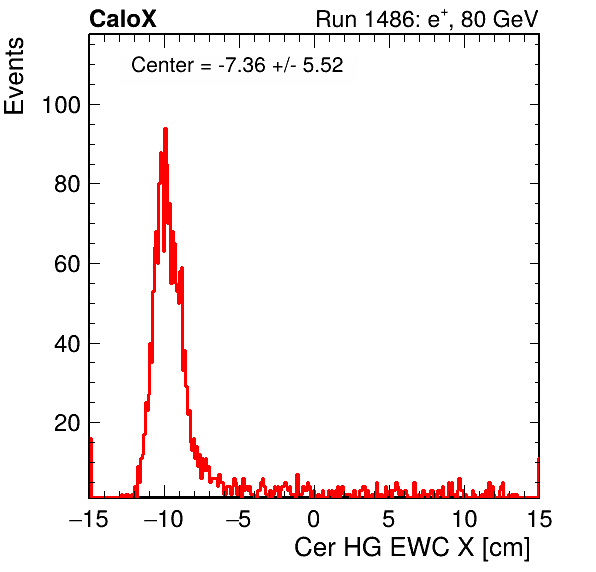 CaloX
Run 1486: e+, 80 GeV
Center = -7.36 +/- 5.52
Events
100
80
60
40
20
−15 −10 −5 0 5 10 15
Cer HG EWC X [cm]